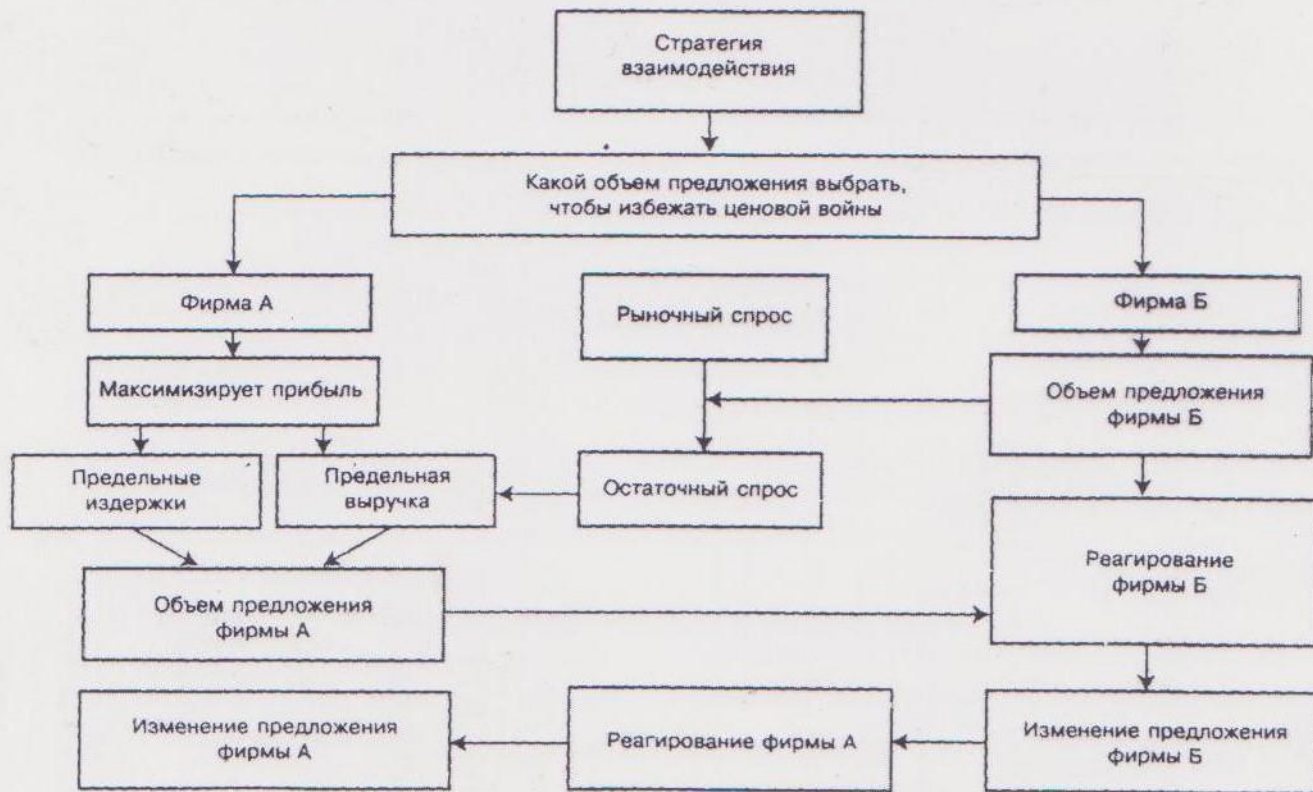 Стратегия
взаимодействия
Какой объем предложения выбрать,
чтобы избежать ценовой войны
Фирма А
Рыночный спрос
Фирма Б
Максимизирует прибыль
Объем предложения
фирмы Б
Предельные
издержки
Предельная
выручка
Остаточный спрос
Реагирование
фирмы Б
Объем предложения
фирмы А
Изменение предложения
фирмы А
Реагирование фирмы А
Изменение предложения
фирмы Б